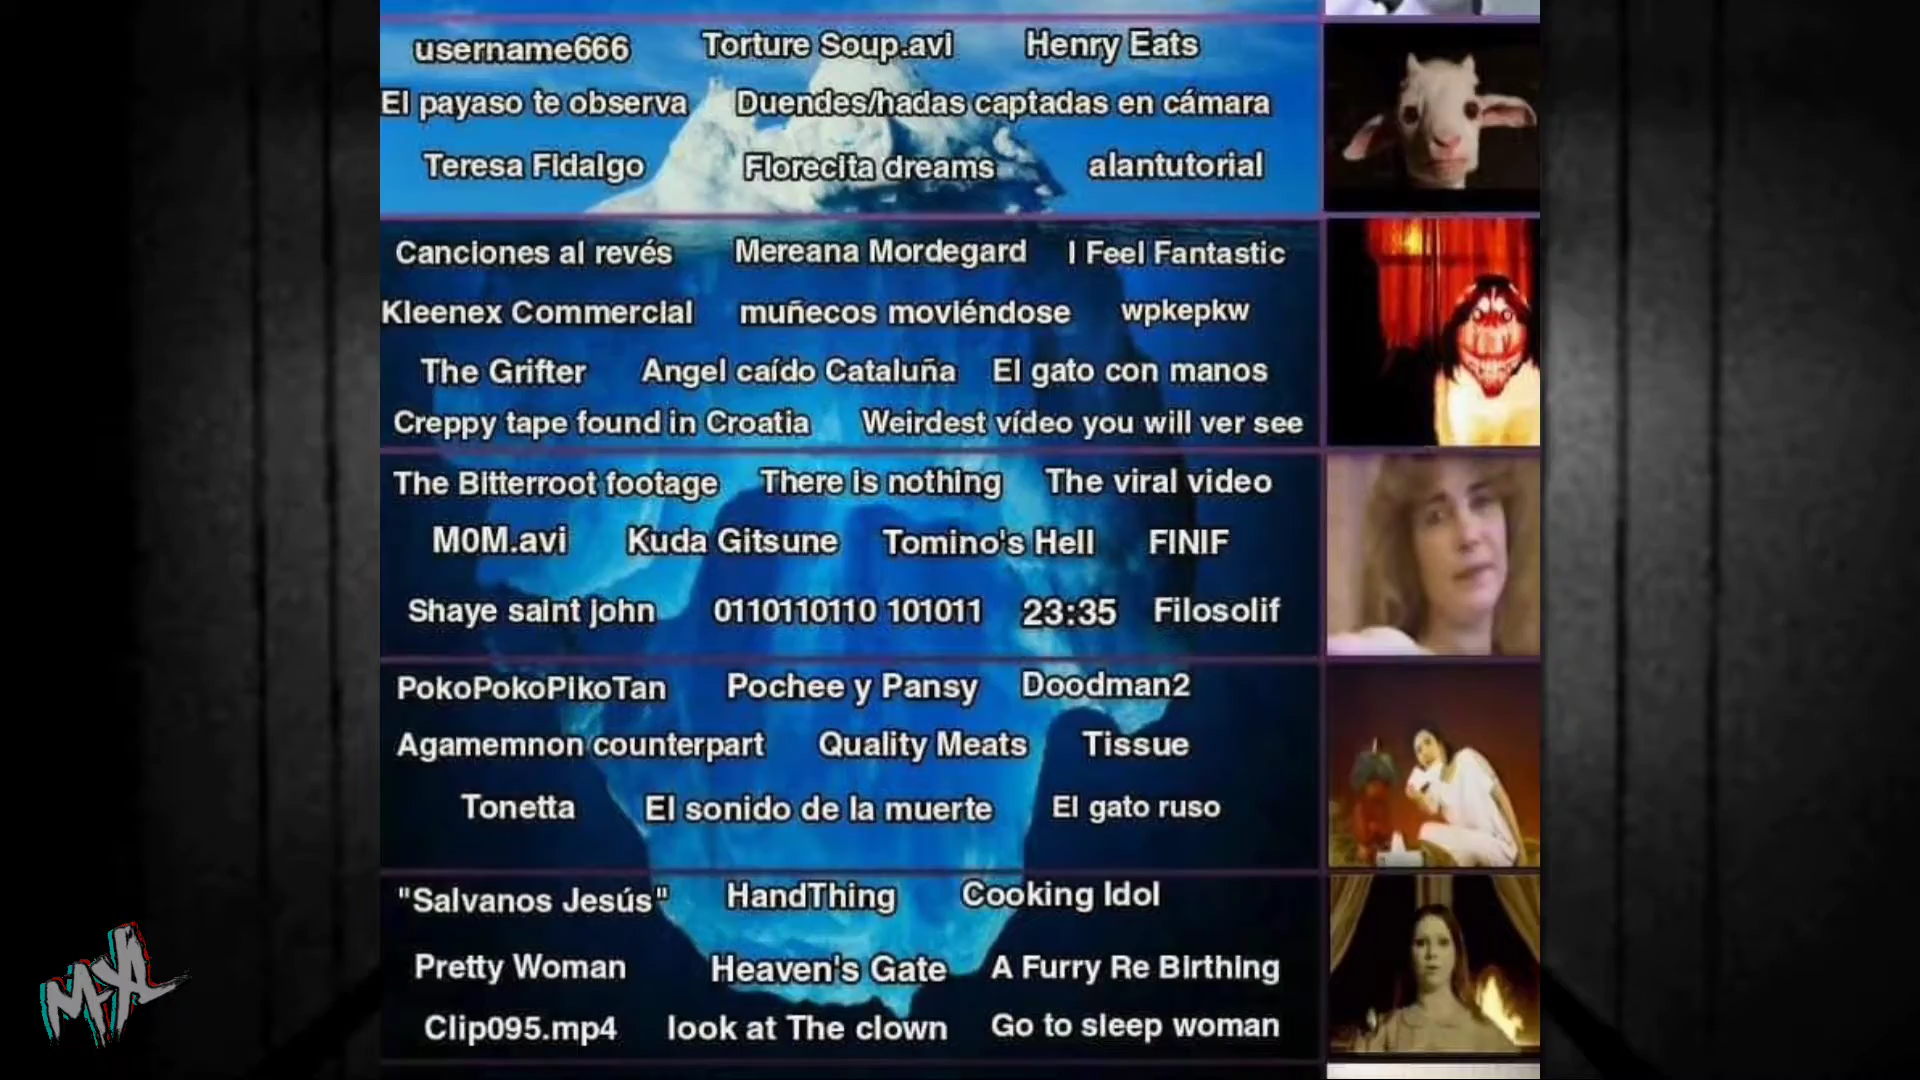 username666 Torture Soup.avi Henry Eats
El payaso te observa Duendes/hadas captadas en cámara
Teresa Fidalgo Florecita dreams alantutorial
Canciones al revés Mereana Mordegard I Feel Fantastic
Kleenex Commercial muñecos moviéndose wpkepkw
The Grifter Angel caído Cataluña El gato con manos
Creppy tape found in Croatia Weirdest vídeo you will ver see
The Bitterroot footage There is nothing The viral video
M0M.avi Kuda Gitsune Tomino's Hell FINIF
Shaye saint john 0110110110 101011 23:35 Filosolif
PokoPokoPikoTan Pochee y Pansy Doodman2
Agamemnon counterpart Quality Meats Tissue
Tonetta El sonido de la muerte El gato ruso
"Salvanos Jesús" HandThing Cooking Idol
Pretty Woman Heaven's Gate A Furry Re Birthing
Clip095.mp4 look at The clown Go to sleep woman